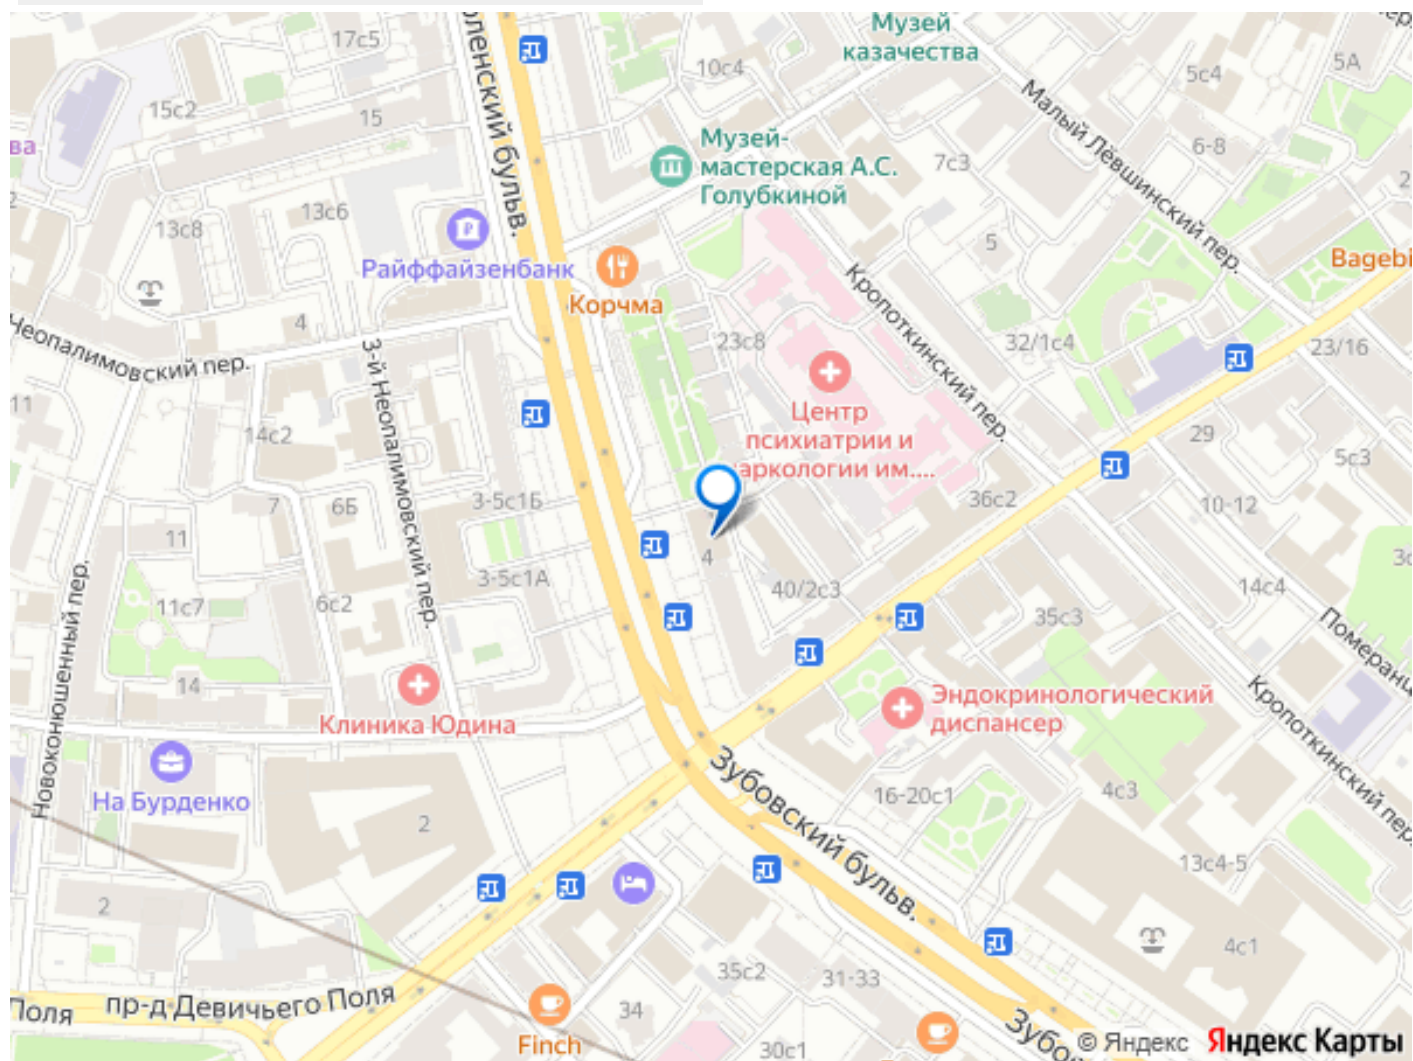 оленский бульв.
17с5
10с4
Музей
казачества
5с4
5А
15с2
15
Музей-
мастерская А.С.
Голубкиной
7с3
Малый Лёвшинский пер.
6-8
ва
13с6
13с8
Райффайзенбанк
Корчма
5
Bagebi
Кропоткинский пер.
Неопалимовский пер.
4
3-й Неопалимовский пер.
23с8
32/1с4
23/16
11
14с2
Центр
психиатрии и
аркологии им....
29
5с3
7
6Б
3-5с1Б
36с2
10-12
11
4
3-5с1А
40/2с3
14с4
11с7
6с2
35с3
Новоконюшенный пер.
14
Клиника Юдина
Эндокринологический
диспансер
Померанц
Кропоткинский пер.
На Бурденко
2
Зубовский бульв.
16-20с1
4с3
13с4-5
2
4с1
35с2
31-33
Поля
пр-д Девичьего Поля
34
Finch
30с1
Зубо
© Яндекс Яндекс Карты